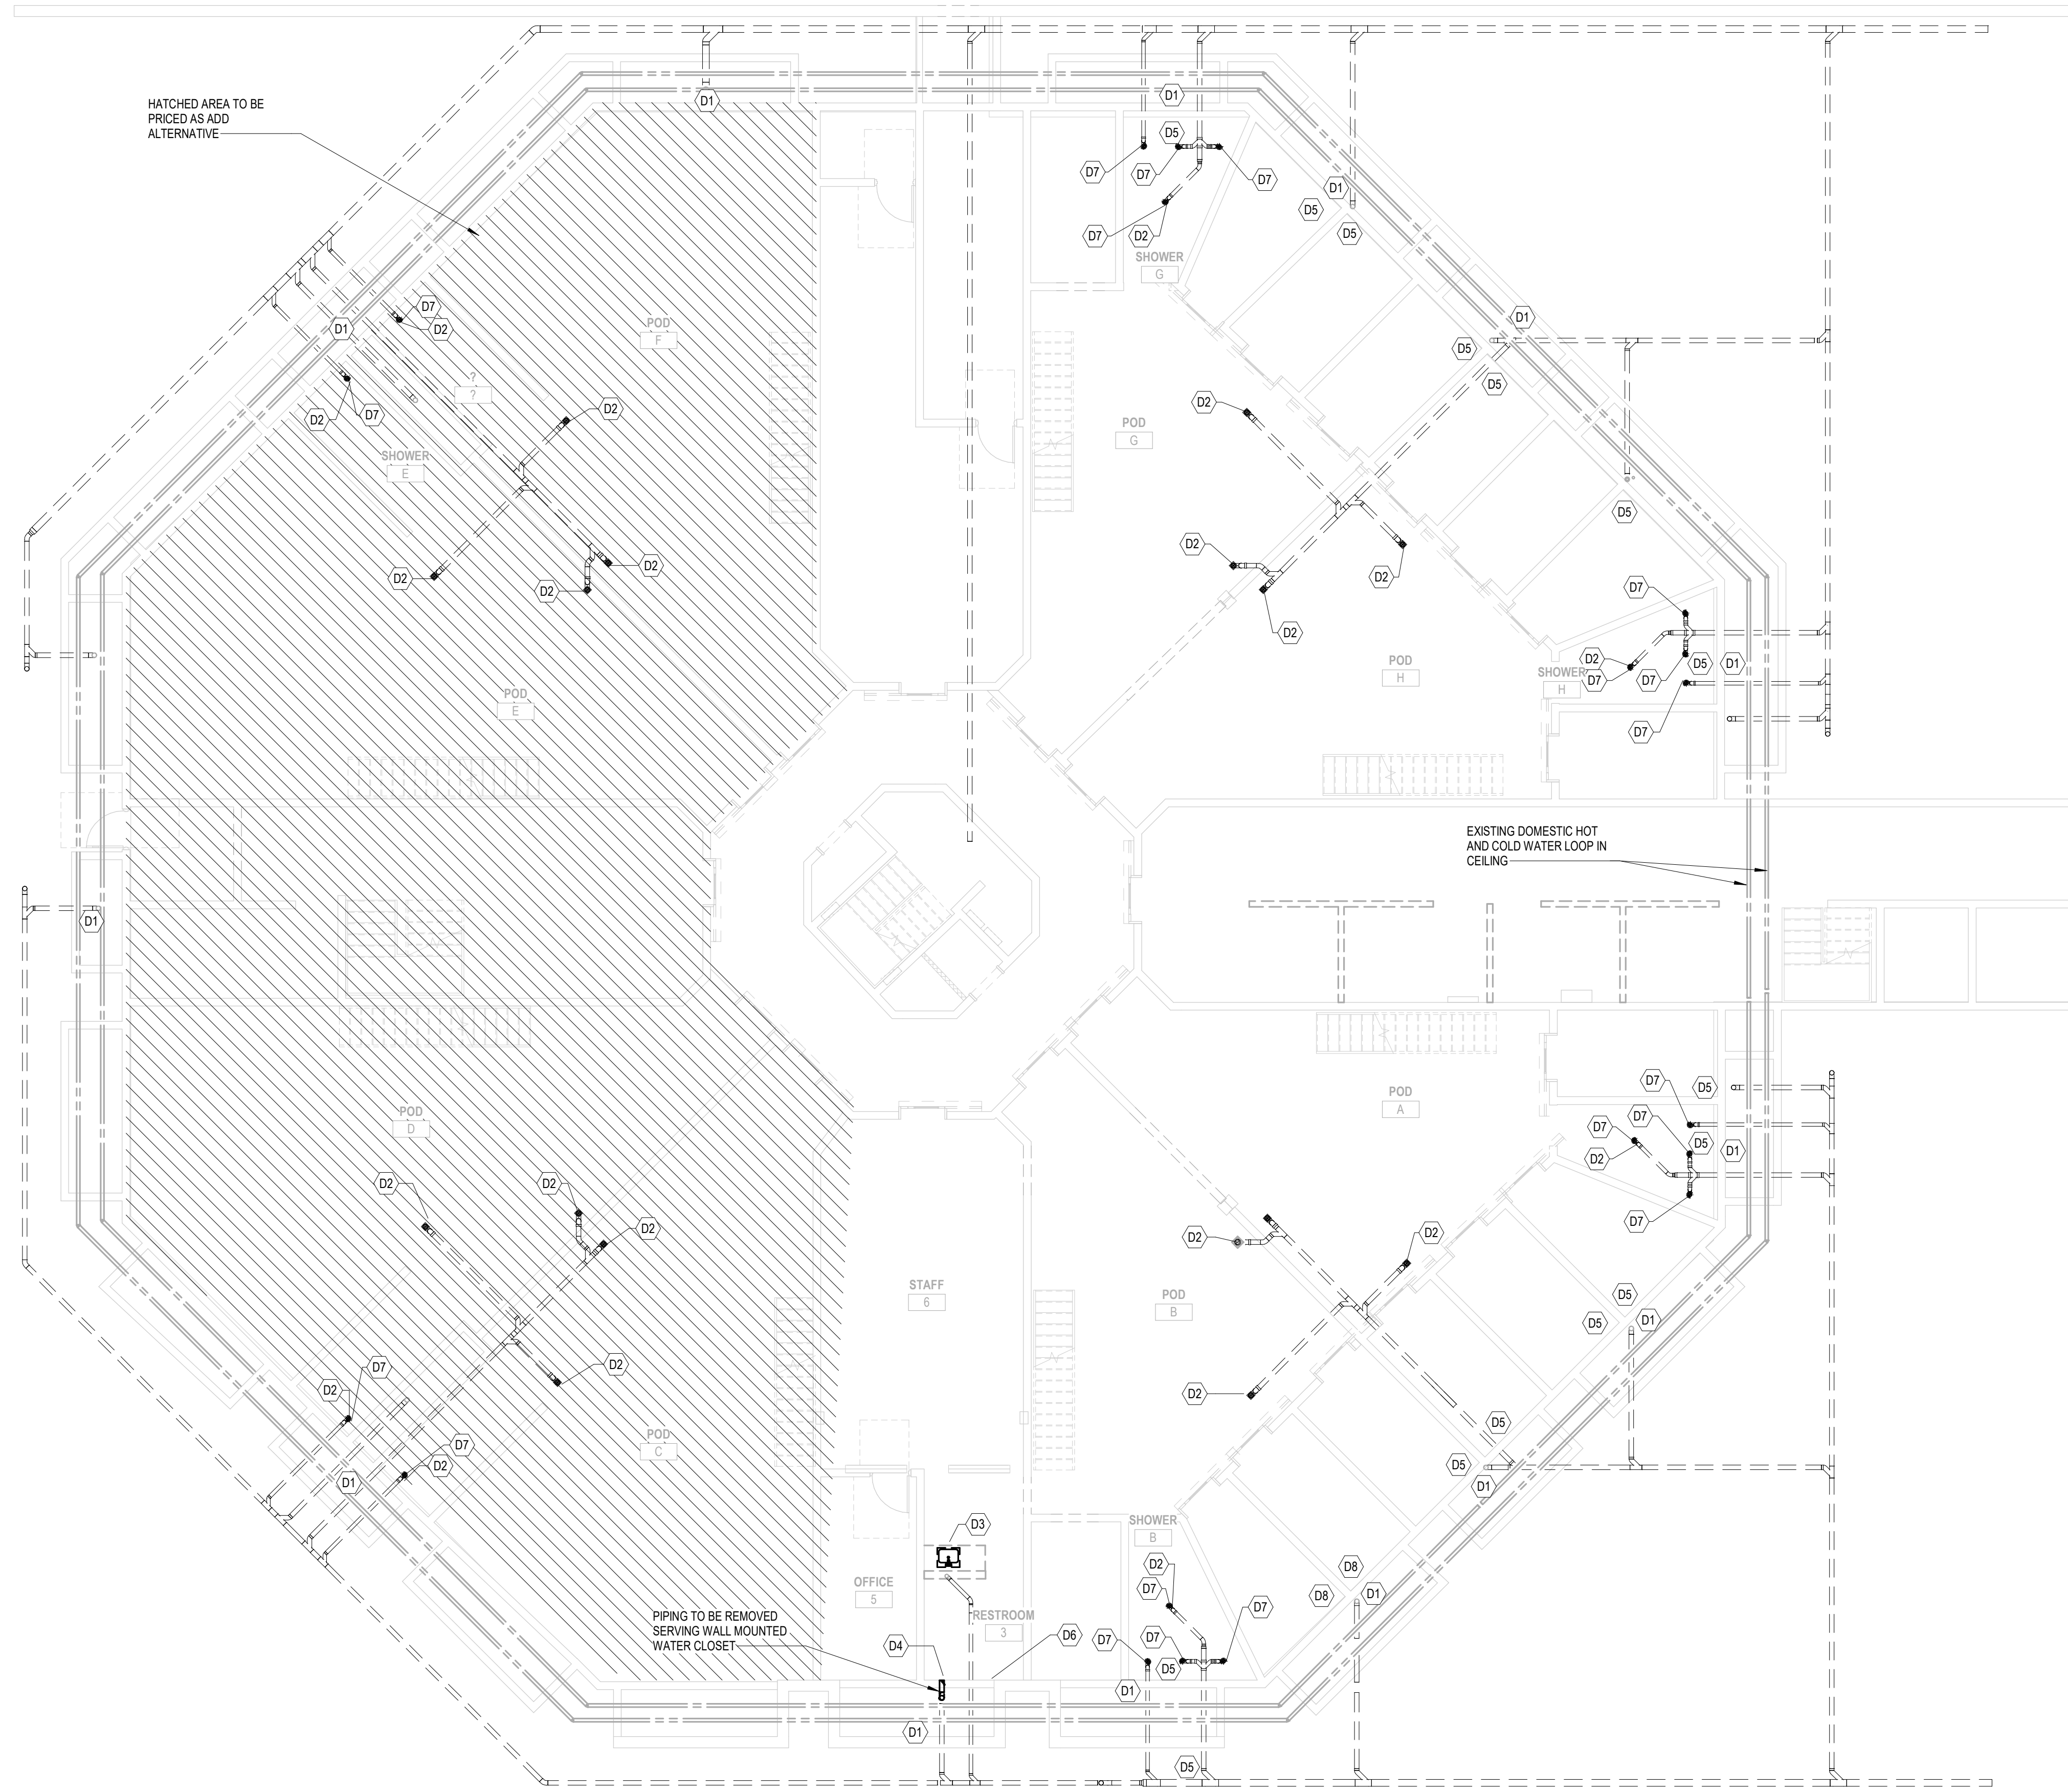 D1
HATCHED AREA TO BE
PRICED AS ADD
ALTERNATIVE
D1
D5
D7
D7
D7
D1
D5
D5
D7
D2
SHOWER
G
D7
D2
D1
POD
F
D1
D5
D5
?
?
D2
D7
D2
D2
POD
G
SHOWER
E
D5
D2
D2
D2
D2
D2
D7
D2
POD
H
D2
D5
D1
SHOWER
H
D7
D7
POD
E
D7
EXISTING DOMESTIC HOT
AND COLD WATER LOOP IN
CEILING
D1
D7
D5
POD
A
POD
D
D7
D7
D5
D1
D2
D2
D2
D7
D2
D2
D2
STAFF
6
POD
B
D5
D1
D5
D7
D2
D2
D2
POD
C
D5
D7
D2
D5
D1
D1
SHOWER
B
D3
D2
D8
OFFICE
5
D7
D8
D1
PIPING TO BE REMOVED
SERVING WALL MOUNTED
WATER CLOSET
RESTROOM
3
D7
D4
D6
D7
D7
D5
D1
D1
D5